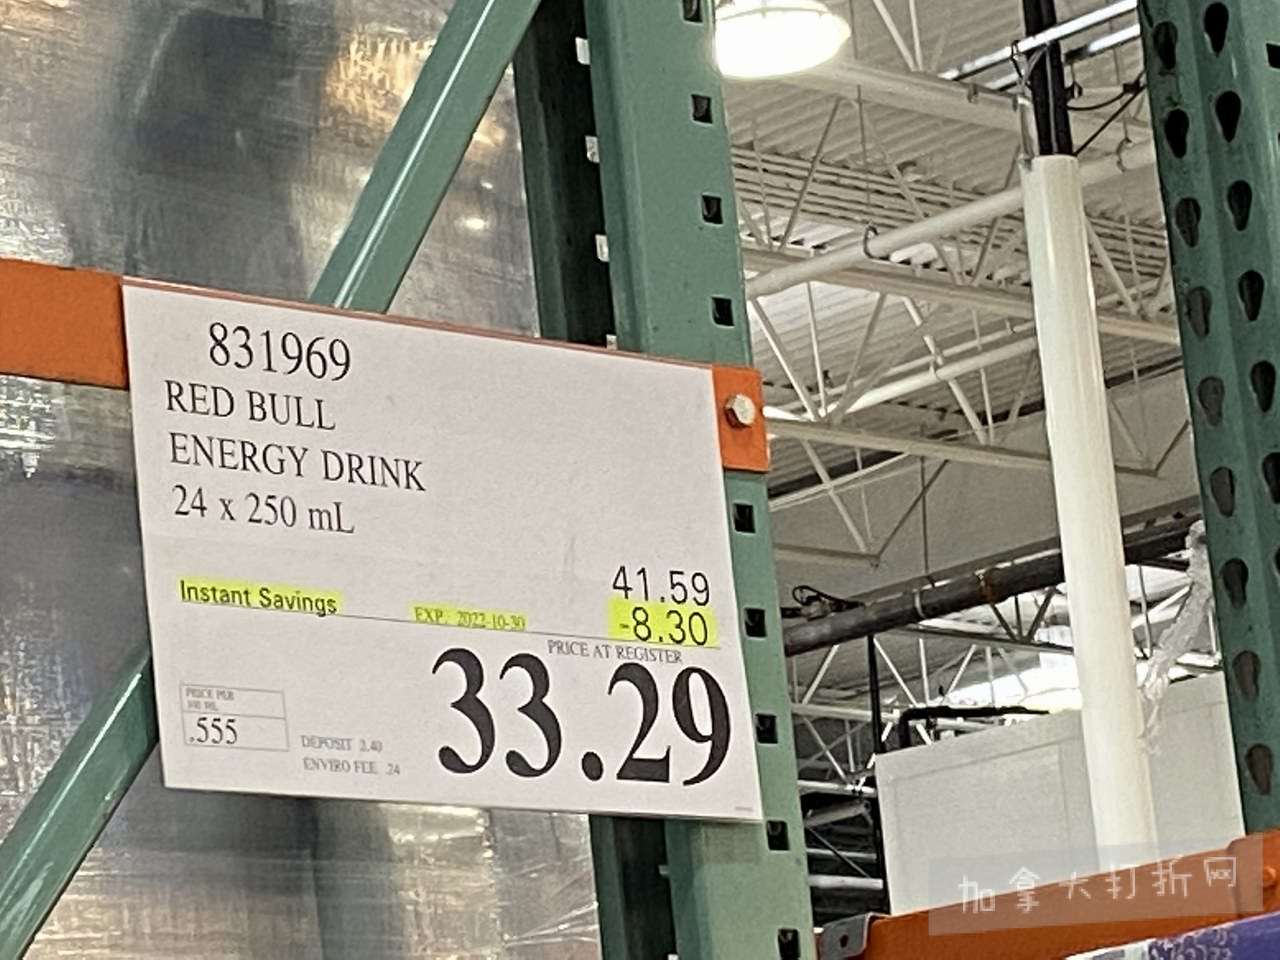 831969
RED BULL
ENERGY DRINK
24 x 250 mL
41.59
Instant Savings EXP. 2022-10-30 -8.30
PRICE AT REGISTER
33.29
PRICE PER
100 ML
.555
DEPOSIT 2.40
ENVIRO FEE .24
加拿大打折网